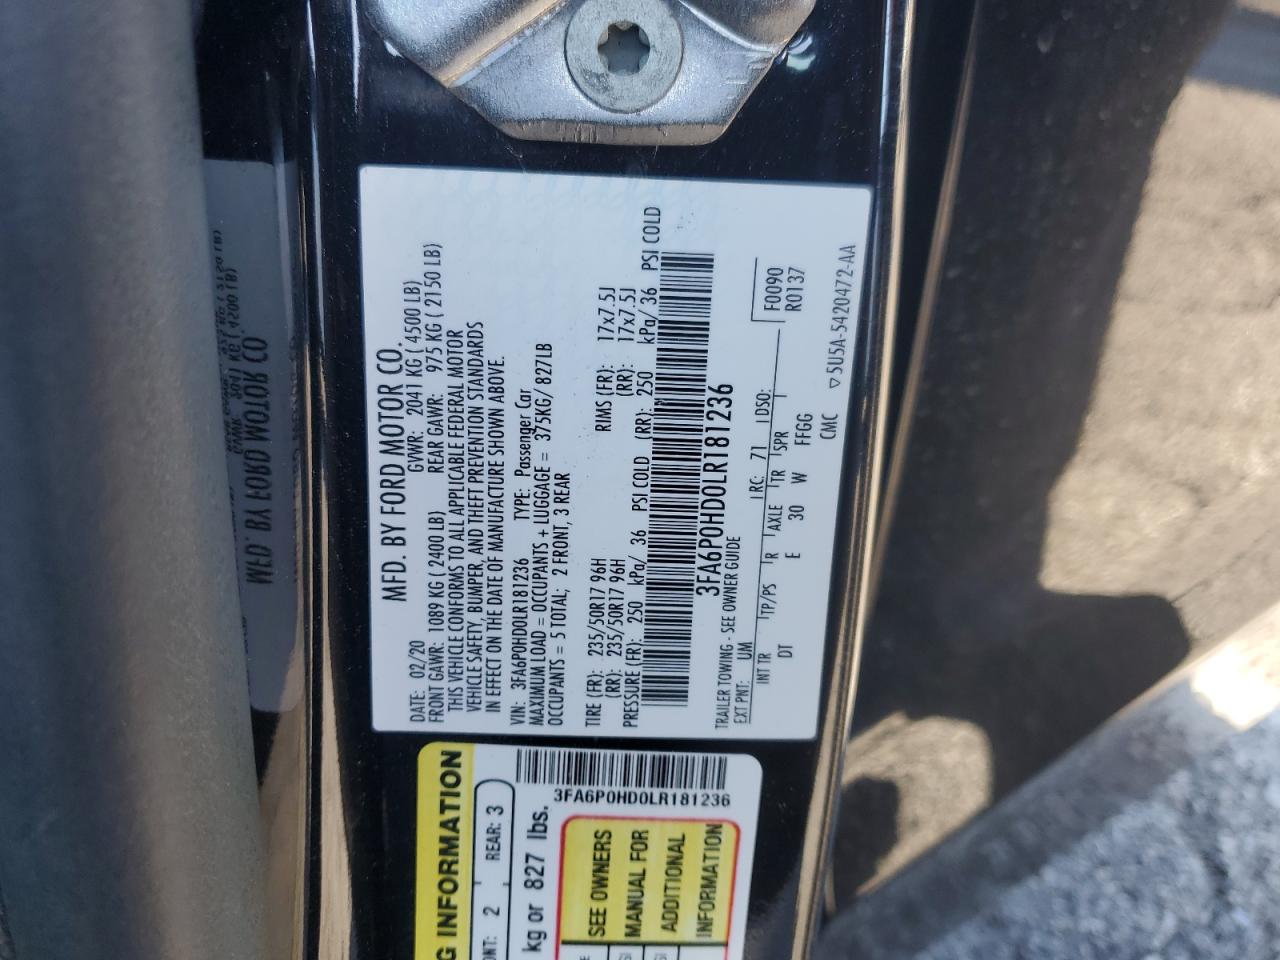 MFD. BY FORD MOTOR CO.
DATE: 02/20 GVWR: 2041 KG ( 4500 LB)
FRONT GAWR: 1089 KG ( 2400 LB) REAR GAWR: 975 KG ( 2150 LB)
THIS VEHICLE CONFORMS TO ALL APPLICABLE FEDERAL MOTOR
VEHICLE SAFETY, BUMPER, AND THEFT PREVENTION STANDARDS
IN EFFECT ON THE DATE OF MANUFACTURE SHOWN ABOVE.
VIN: 3FA6P0HD0LR181236 TYPE: Passenger Car
MAXIMUM LOAD = OCCUPANTS + LUGGAGE = 375KG/ 827LB
OCCUPANTS = 5 TOTAL; 2 FRONT, 3 REAR
TIRE (FR): 235/50R17 96H RIMS (FR): 17x7.5J
(RR): 235/50R17 96H (RR): 17x7.5J
PRESSURE (FR): 250 kPa/ 36 PSI COLD (RR): 250 kPa/ 36 PSI COLD
3FA6P0HD0LR181236
TRAILER TOWING - SEE OWNER GUIDE
EXT PNT: UM RC: 71 DSO: F0090
R0137
INT TR TP/PS R AXLE TR SPR
DT E 30 W FFGG
CMC ▽5U5A-5420472-AA
G INFORMATION
ONT: 2 REAR: 3
3FA6P0HD0LR181236
kg or 827 lbs.
SEE OWNERS
MANUAL FOR
ADDITIONAL
INFORMATION